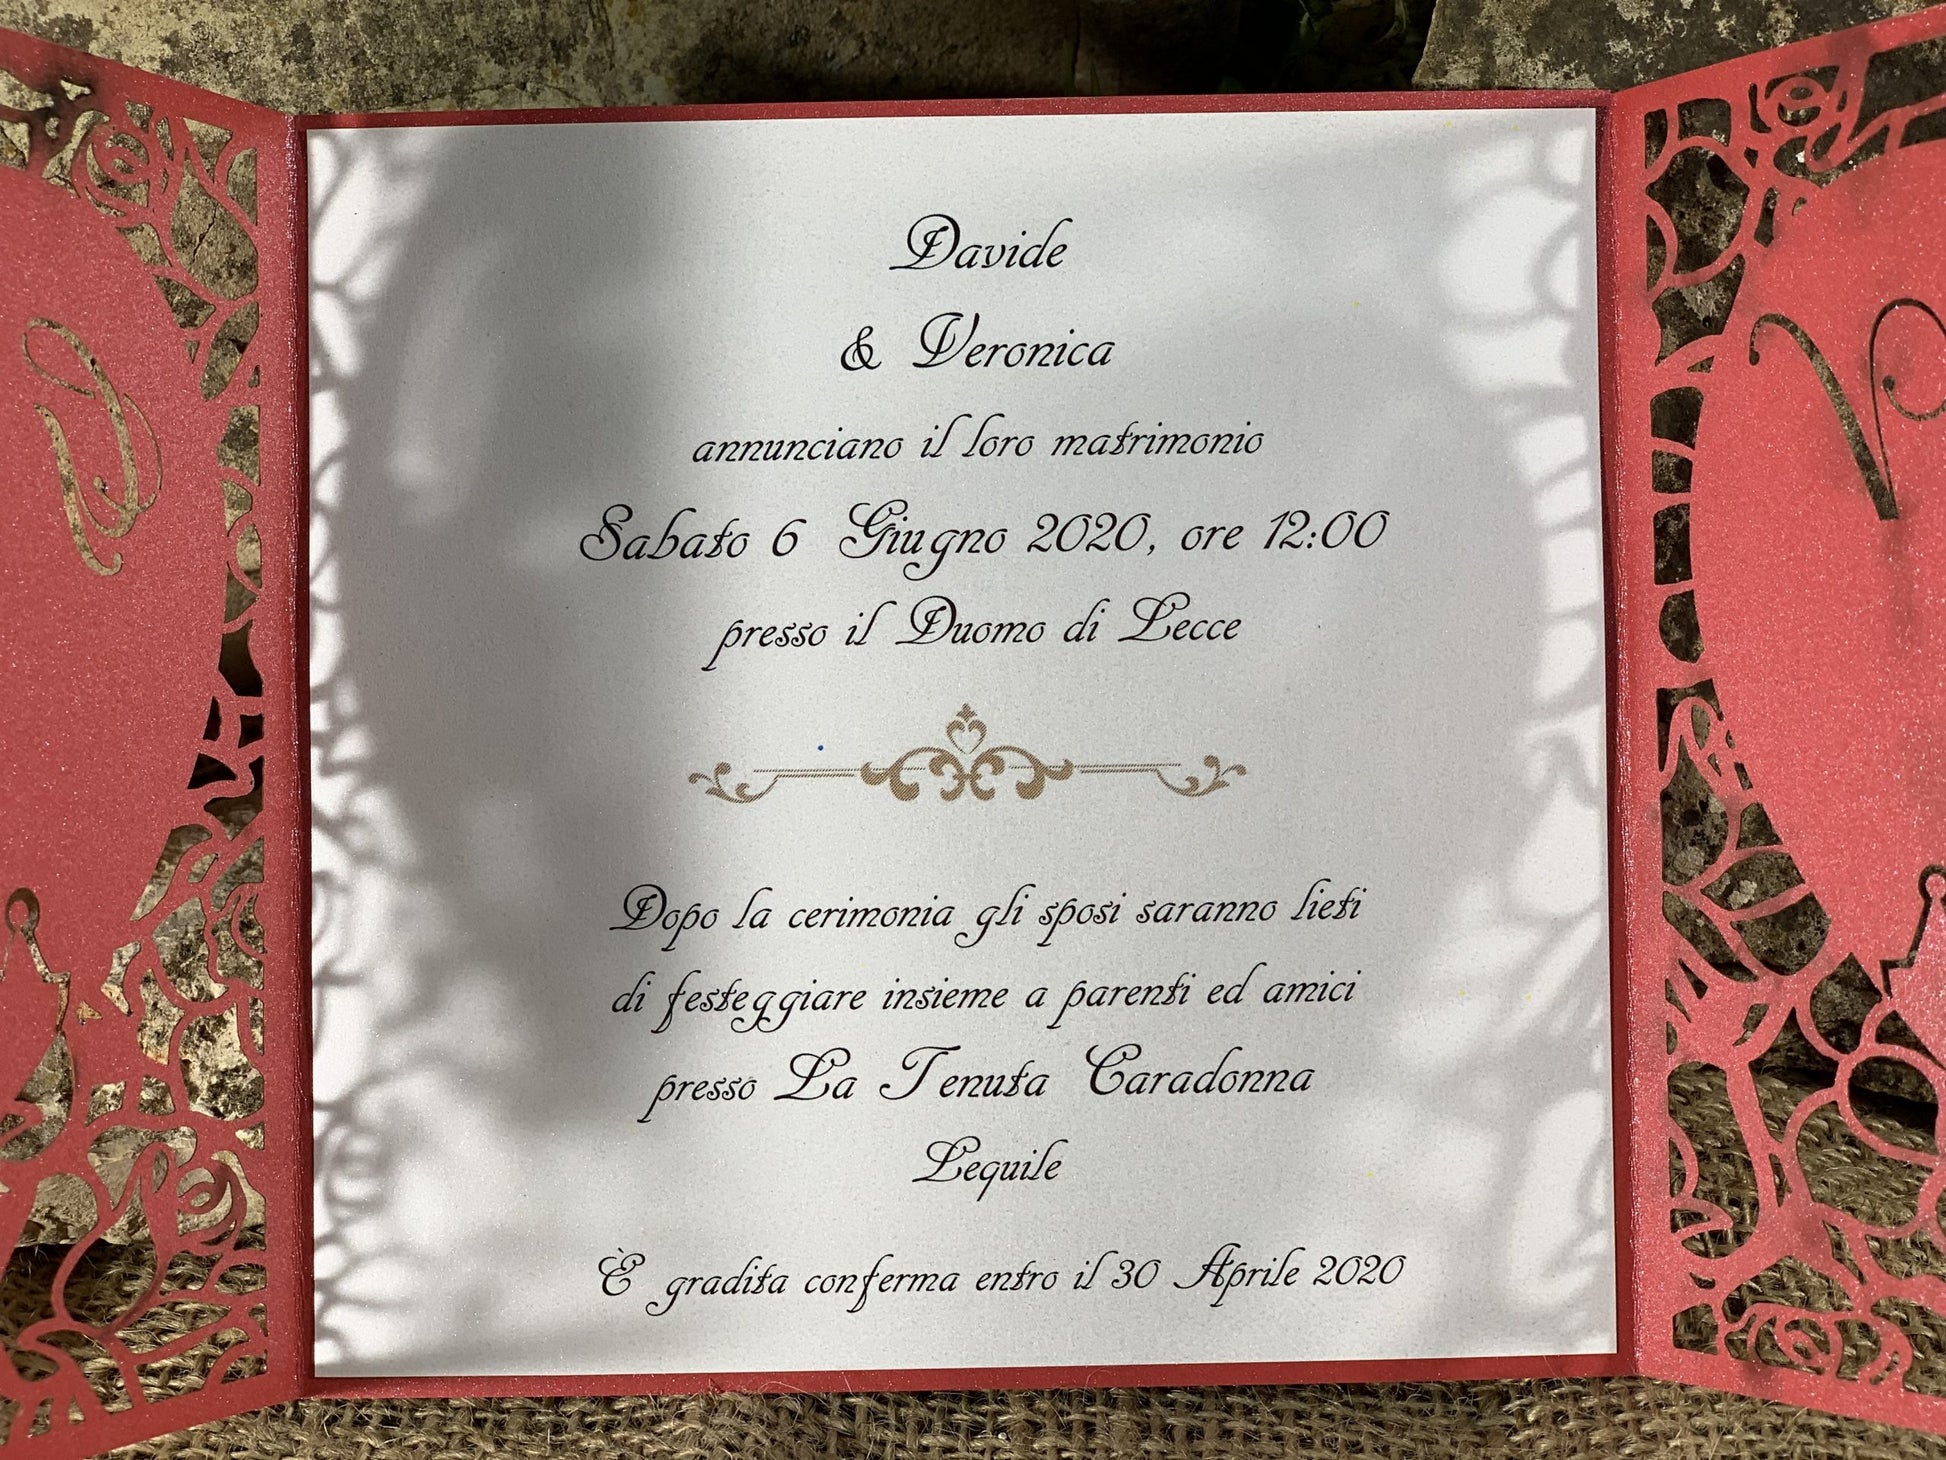 Davide
& Veronica
annunciano il loro matrimonio
Sabato 6 Giugno 2020, ore 12:00
presso il Duomo di Lecce
Dopo la cerimonia gli sposi saranno lieti
di festeggiare insieme a parenti ed amici
presso La Tenuta Caradonna
Lequile
È gradita conferma entro il 30 Aprile 2020
D
V